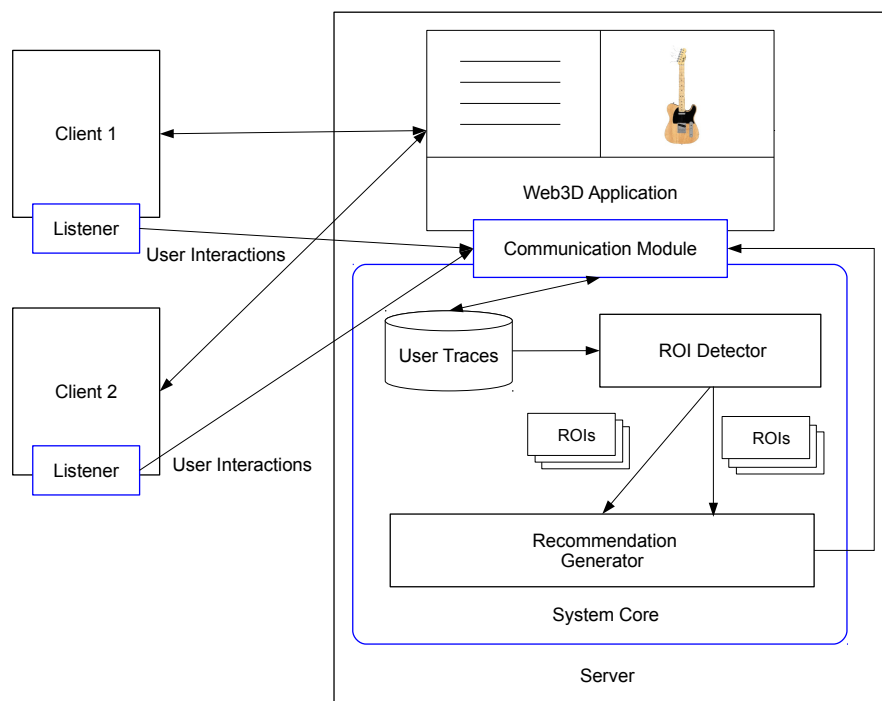 Client 1
Listener
User Interactions
Web3D Application
Communication Module
User Traces
ROI Detector
Client 2
Listener
User Interactions
ROIs
ROIs
Recommendation
Generator
System Core
Server